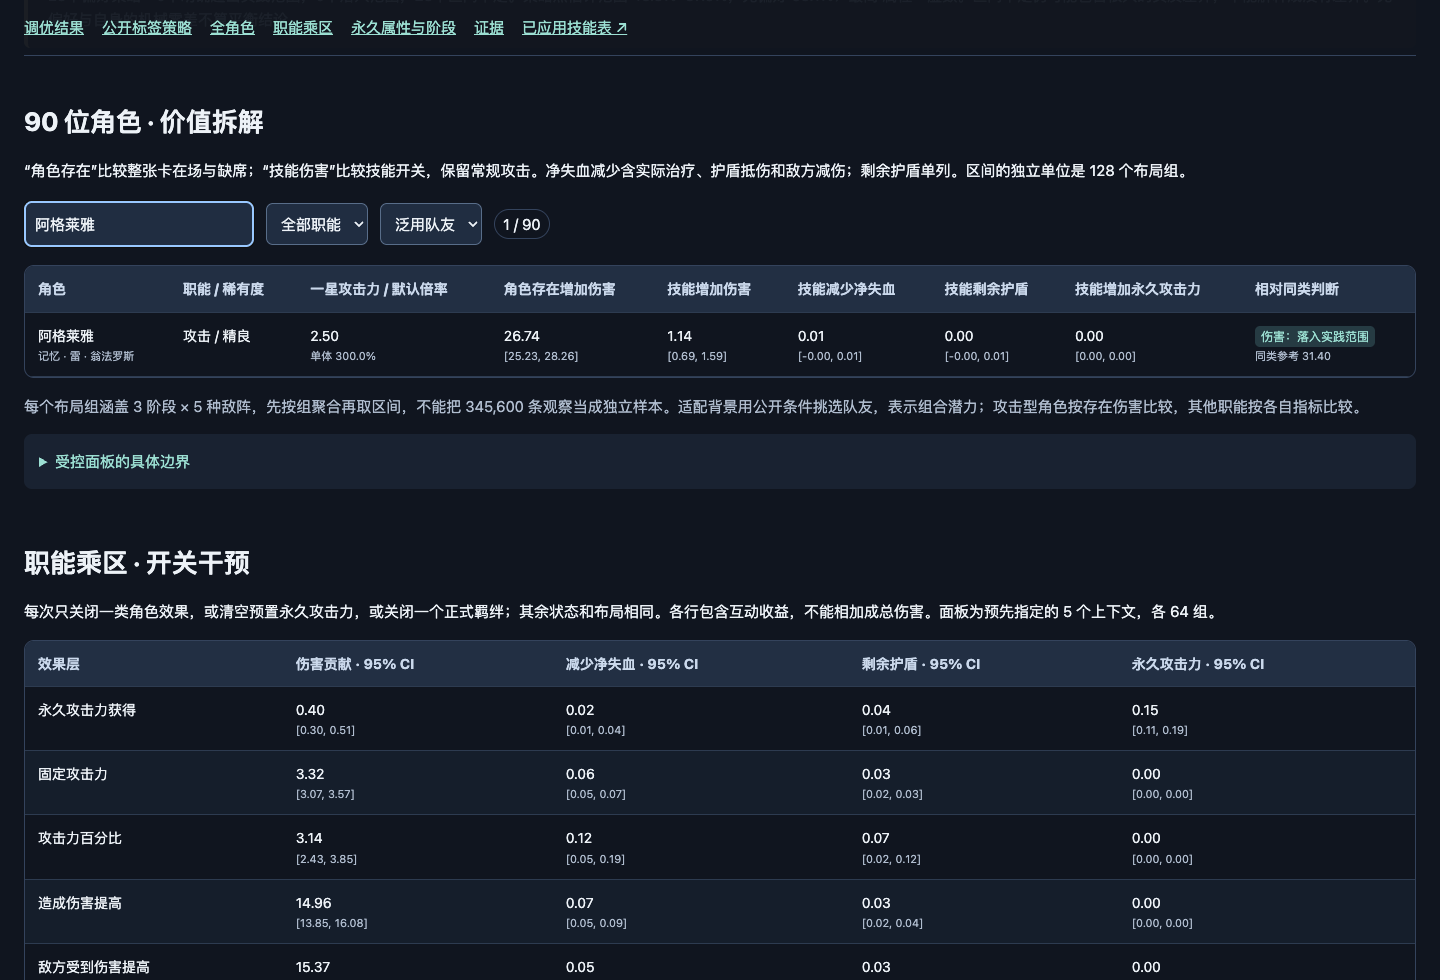 调优结果 公开标签策略 全角色 职能乘区 永久属性与阶段 证据 已应用技能表 ↗
90 位角色 · 价值拆解
“角色存在”比较整张卡在场与缺席；“技能伤害”比较技能开关，保留常规攻击。净失血减少含实际治疗、护盾抵伤和敌方减伤；剩余护盾单列。区间的独立单位是 128 个布局组。
阿格莱雅 全部职能 泛用队友 1 / 90
角色 职能 / 稀有度 一星攻击力 / 默认倍率 角色存在增加伤害 技能增加伤害 技能减少净失血 技能剩余护盾 技能增加永久攻击力 相对同类判断
阿格莱雅 攻击 / 精良 2.50 26.74 1.14 0.01 0.00 0.00 伤害：落入实践范围
记忆 · 雷 · 翁法罗斯 单体 300.0% [25.23, 28.26] [0.69, 1.59] [-0.00, 0.01] [-0.00, 0.01] [0.00, 0.00] 同类参考 31.40
每个布局组涵盖 3 阶段 × 5 种敌阵，先按组聚合再取区间，不能把 345,600 条观察当成独立样本。适配背景用公开条件挑选队友，表示组合潜力；攻击型角色按存在伤害比较，其他职能按各自指标比较。
▶ 受控面板的具体边界
职能乘区 · 开关干预
每次只关闭一类角色效果，或清空预置永久攻击力，或关闭一个正式羁绊；其余状态和布局相同。各行包含互动收益，不能相加成总伤害。面板为预先指定的 5 个上下文，各 64 组。
效果层 伤害贡献 · 95% CI 减少净失血 · 95% CI 剩余护盾 · 95% CI 永久攻击力 · 95% CI
永久攻击力获得 0.40 0.02 0.04 0.15
[0.30, 0.51] [0.01, 0.04] [0.01, 0.06] [0.11, 0.19]
固定攻击力 3.32 0.06 0.03 0.00
[3.07, 3.57] [0.05, 0.07] [0.02, 0.03] [0.00, 0.00]
攻击力百分比 3.14 0.12 0.07 0.00
[2.43, 3.85] [0.05, 0.19] [0.02, 0.12] [0.00, 0.00]
造成伤害提高 14.96 0.07 0.03 0.00
[13.85, 16.08] [0.05, 0.09] [0.02, 0.04] [0.00, 0.00]
敌方受到伤害提高 15.37 0.05 0.03 0.00